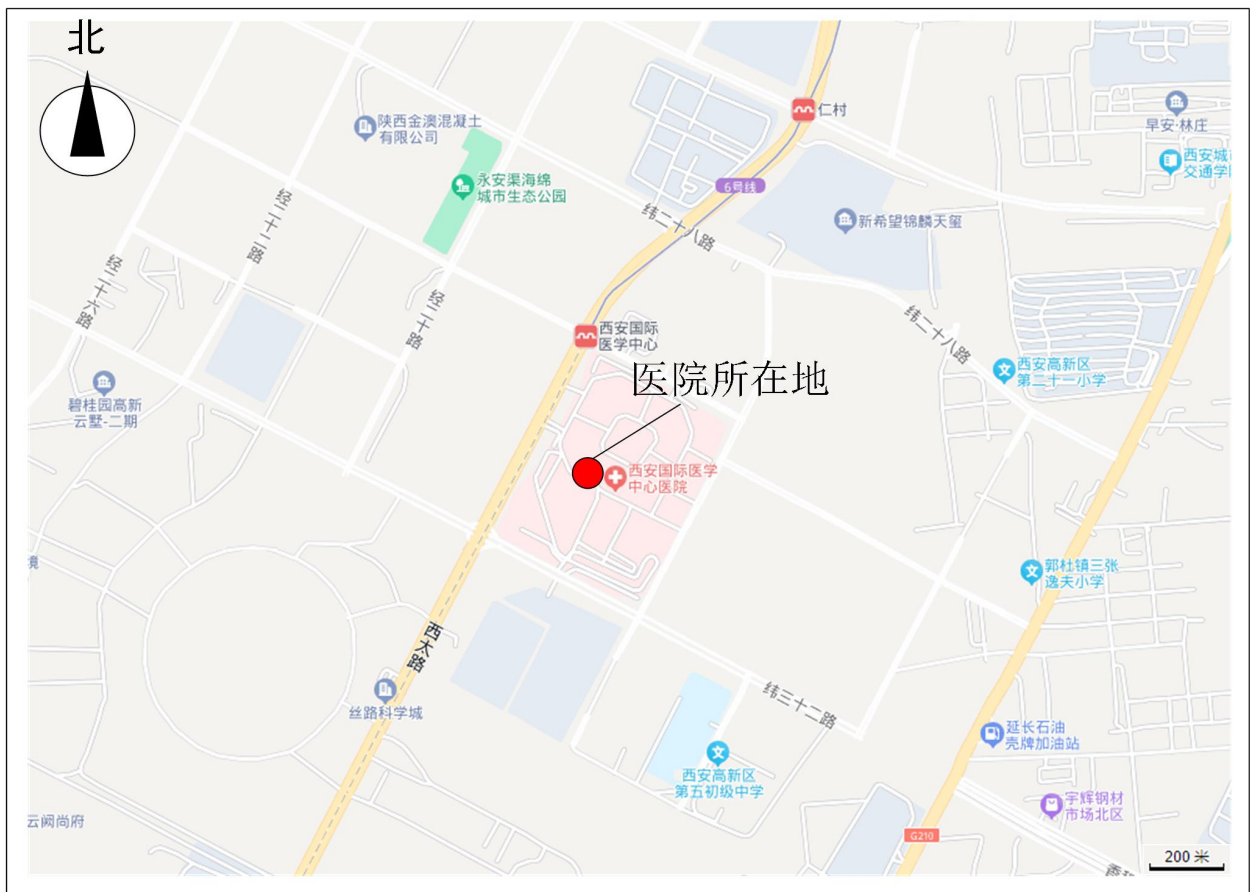 北
仁村
陕西金澳混凝土
有限公司
早安·林庄
西安城
交通学
永安渠海绵
城市生态公园
6号线
经二十二路
纬二十八路
新希望锦麟天玺
经二十六路
经二十路
纬二十八路
西安国际
医学中心
医院所在地
西安高新区
第二十一小学
碧桂园高新
云墅-二期
西安国际医学
中心医院
境
郭杜镇三张
逸夫小学
西太路
纬三十二路
丝路科学城
延长石油
壳牌加油站
西安高新区
第五初级中学
宇辉钢材
市场北区
云阙尚府
G210
200 米